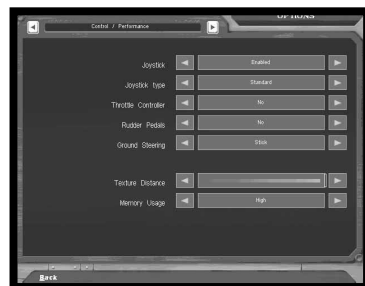 OPTIONS
Control / Performance
Joystick Enabled
Joystick type Standard
Throttle Controller No
Rudder Pedals No
Ground Steering Stick
Texture Distance
Memory Usage High
Back